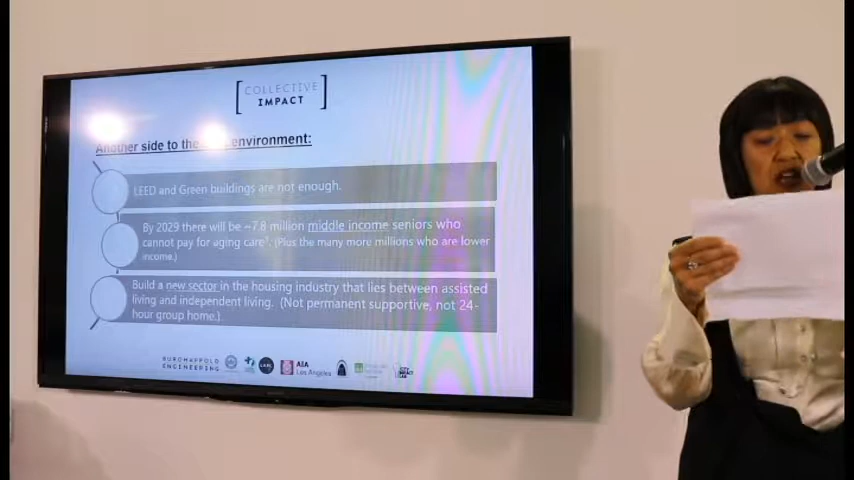 COLLECTIVE
IMPACT
Another side to the environment:
LEED and Green buildings are not enough.
By 2029 there will be ~7.8 million middle income seniors who
cannot pay for aging care¹. (Plus the many more millions who are lower
income.)
Build a new sector in the housing industry that lies between assisted
living and independent living. (Not permanent supportive, not 24-
hour group home.)
BUROHAPPOLD
ENGINEERING
AIA
Los Angeles